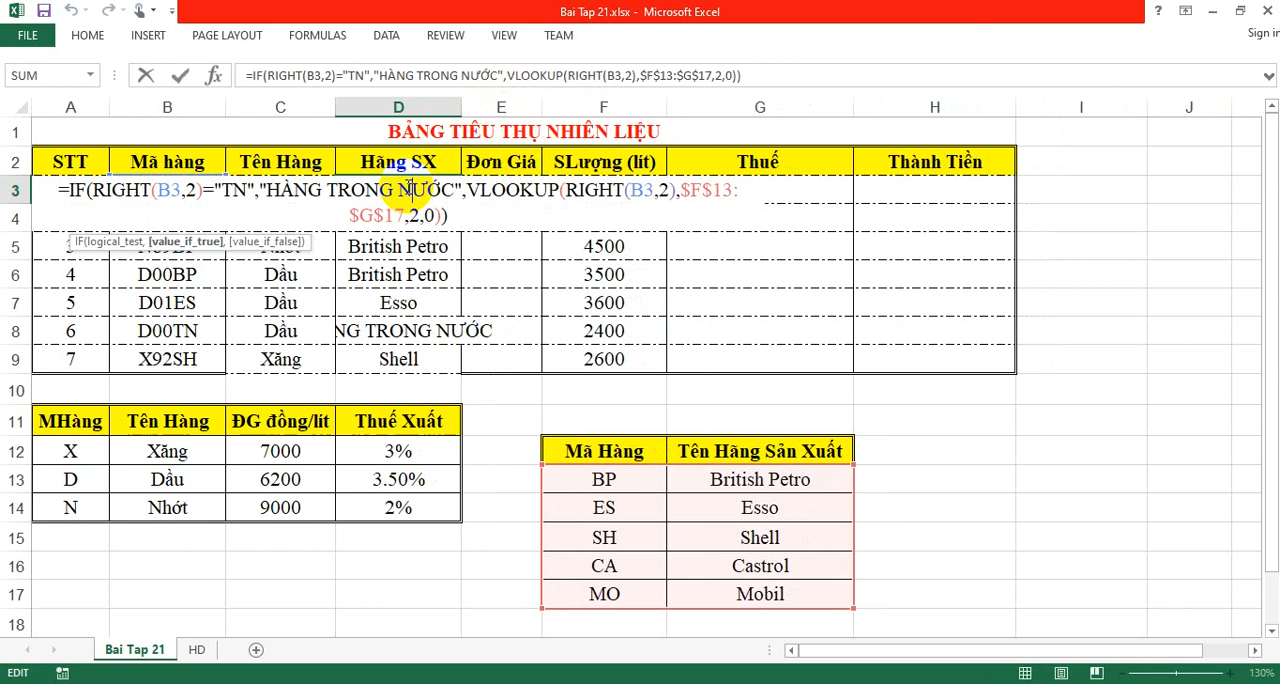 Bai Tap 21.xlsx - Microsoft Excel
?
Sign in
FILE HOME INSERT PAGE LAYOUT FORMULAS DATA REVIEW VIEW TEAM
SUM fx =IF(RIGHT(B3,2)="TN","HÀNG TRONG NƯỚC",VLOOKUP(RIGHT(B3,2),$F$13:$G$17,2,0))
A B C D E F G H I J
1 BẢNG TIÊU THỤ NHIÊN LIỆU
2 STT Mã hàng Tên Hàng Hãng SX Đơn Giá SLượng (lít) Thuế Thành Tiền
3 =IF(RIGHT(B3,2)="TN","HÀNG TRONG NƯỚC",VLOOKUP(RIGHT(B3,2),$F$13:
4 $G$17,2,0))
IF(logical_test, [value_if_true], [value_if_false])
5 British Petro 4500
6 4 D00BP Dầu British Petro 3500
7 5 D01ES Dầu Esso 3600
8 6 D00TN Dầu NG TRONG NƯỚC 2400
9 7 X92SH Xăng Shell 2600
10
11 MHàng Tên Hàng ĐG đồng/lít Thuế Xuất
12 X Xăng 7000 3% Mã Hàng Tên Hãng Sản Xuất
13 D Dầu 6200 3.50% BP British Petro
14 N Nhớt 9000 2% ES Esso
15 SH Shell
16 CA Castrol
17 MO Mobil
18
Bai Tap 21 HD
EDIT 130%